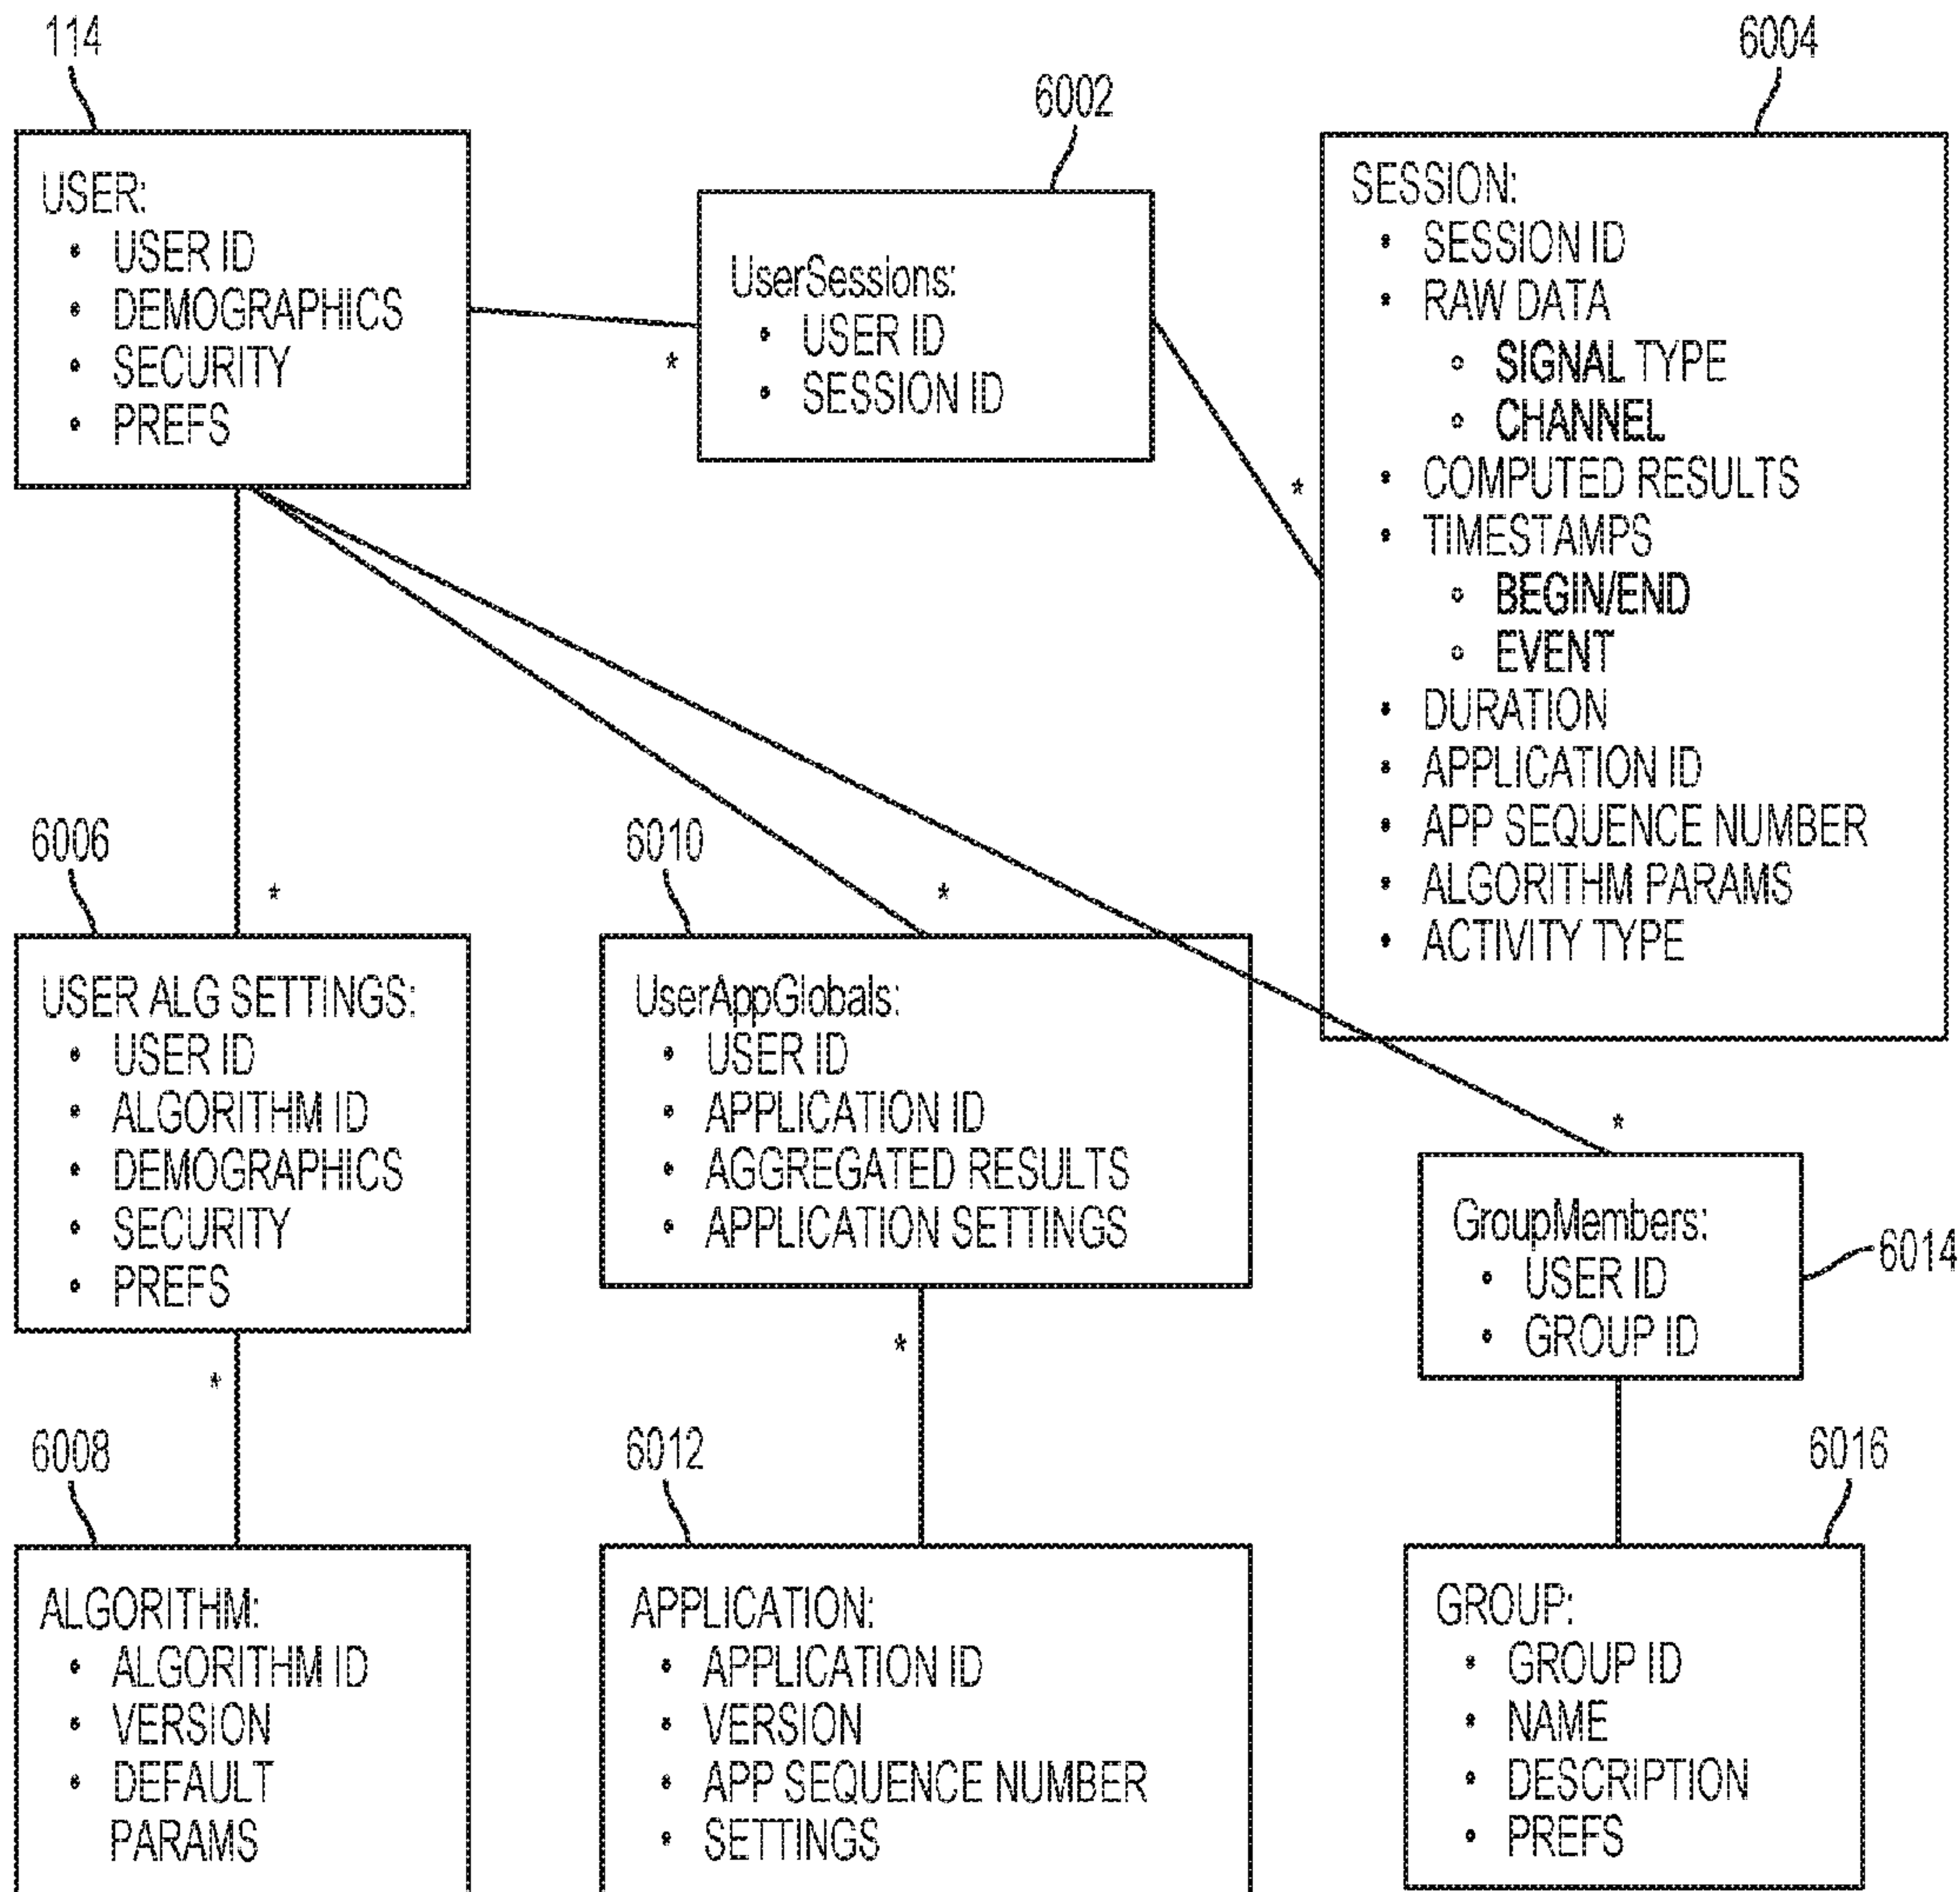 114
USER:
• USER ID
• DEMOGRAPHICS
• SECURITY
• PREFS
6002
UserSessions:
• USER ID
• SESSION ID
*
6004
SESSION:
• SESSION ID
• RAW DATA
∘ SIGNAL TYPE
∘ CHANNEL
• COMPUTED RESULTS
• TIMESTAMPS
∘ BEGIN/END
∘ EVENT
• DURATION
• APPLICATION ID
• APP SEQUENCE NUMBER
• ALGORITHM PARAMS
• ACTIVITY TYPE
*
6006
*
USER ALG SETTINGS:
• USER ID
• ALGORITHM ID
• DEMOGRAPHICS
• SECURITY
• PREFS
*
6010
*
UserAppGlobals:
• USER ID
• APPLICATION ID
• AGGREGATED RESULTS
• APPLICATION SETTINGS
*
*
GroupMembers:
• USER ID
• GROUP ID
6014
6008
ALGORITHM:
• ALGORITHM ID
• VERSION
• DEFAULT
PARAMS
6012
APPLICATION:
• APPLICATION ID
• VERSION
• APP SEQUENCE NUMBER
• SETTINGS
6016
GROUP:
• GROUP ID
• NAME
• DESCRIPTION
• PREFS